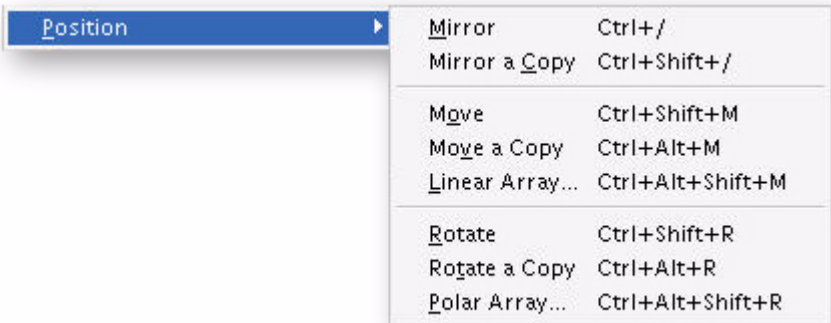 Position
Mirror Ctrl+/
Mirror a Copy Ctrl+Shift+/
Move Ctrl+Shift+M
Move a Copy Ctrl+Alt+M
Linear Array... Ctrl+Alt+Shift+M
Rotate Ctrl+Shift+R
Rotate a Copy Ctrl+Alt+R
Polar Array... Ctrl+Alt+Shift+R